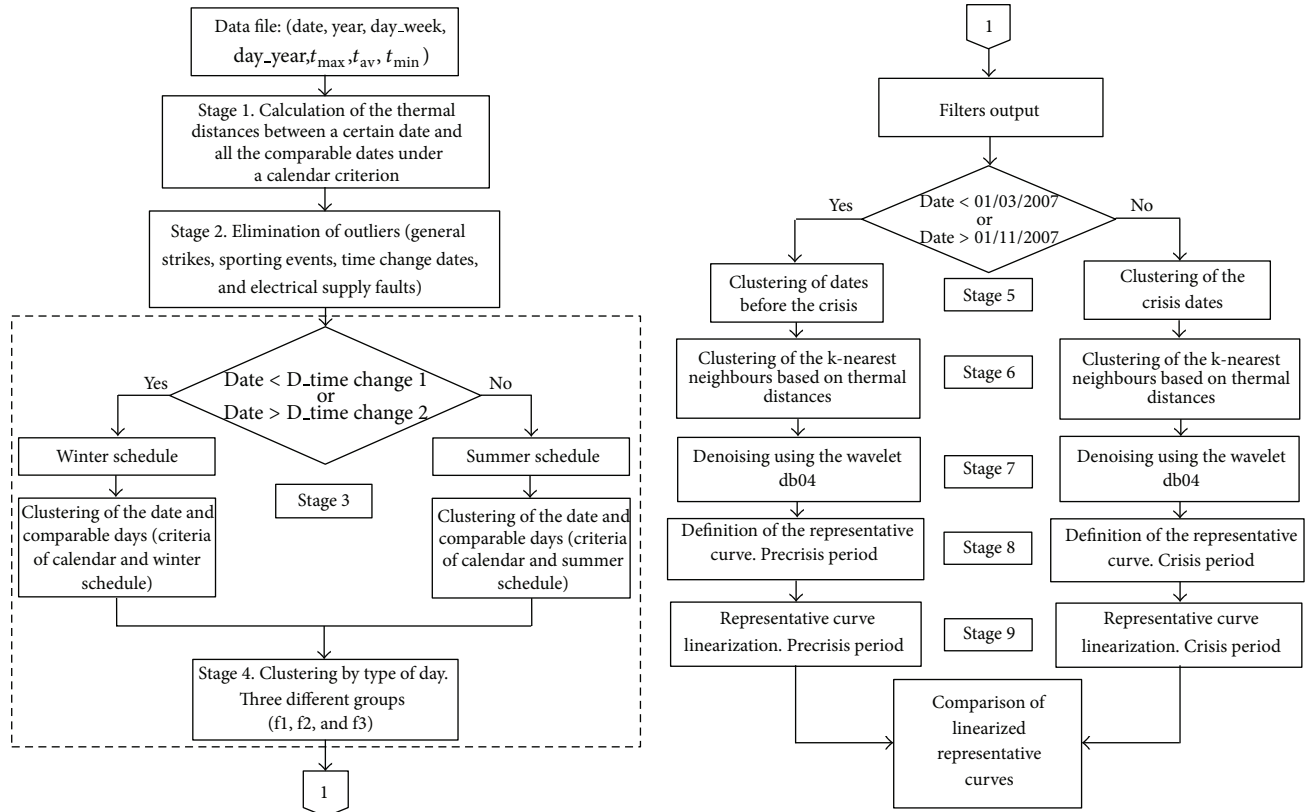 Data file: (date, year, day_week,
day_year,t_max,t_av, t_min)
Stage 1. Calculation of the thermal
distances between a certain date and
all the comparable dates under
a calendar criterion
Stage 2. Elimination of outliers (general
strikes, sporting events, time change dates,
and electrical supply faults)
Yes
Date < D_time change 1
or
Date > D_time change 2
No
Winter schedule
Summer schedule
Stage 3
Clustering of the date and
comparable days (criteria
of calendar and winter
schedule)
Clustering of the date and
comparable days (criteria
of calendar and summer
schedule)
Stage 4. Clustering by type of day.
Three different groups
(f1, f2, and f3)
1
1
Filters output
Yes
Date < 01/03/2007
or
Date > 01/11/2007
No
Clustering of dates
before the crisis
Stage 5
Clustering of the
crisis dates
Clustering of the k-nearest
neighbours based on thermal
distances
Stage 6
Clustering of the k-nearest
neighbours based on thermal
distances
Denoising using the wavelet
db04
Stage 7
Denoising using the wavelet
db04
Definition of the representative
curve. Precrisis period
Stage 8
Definition of the representative
curve. Crisis period
Representative curve
linearization. Precrisis period
Stage 9
Representative curve
linearization. Crisis period
Comparison of
linearized
representative
curves